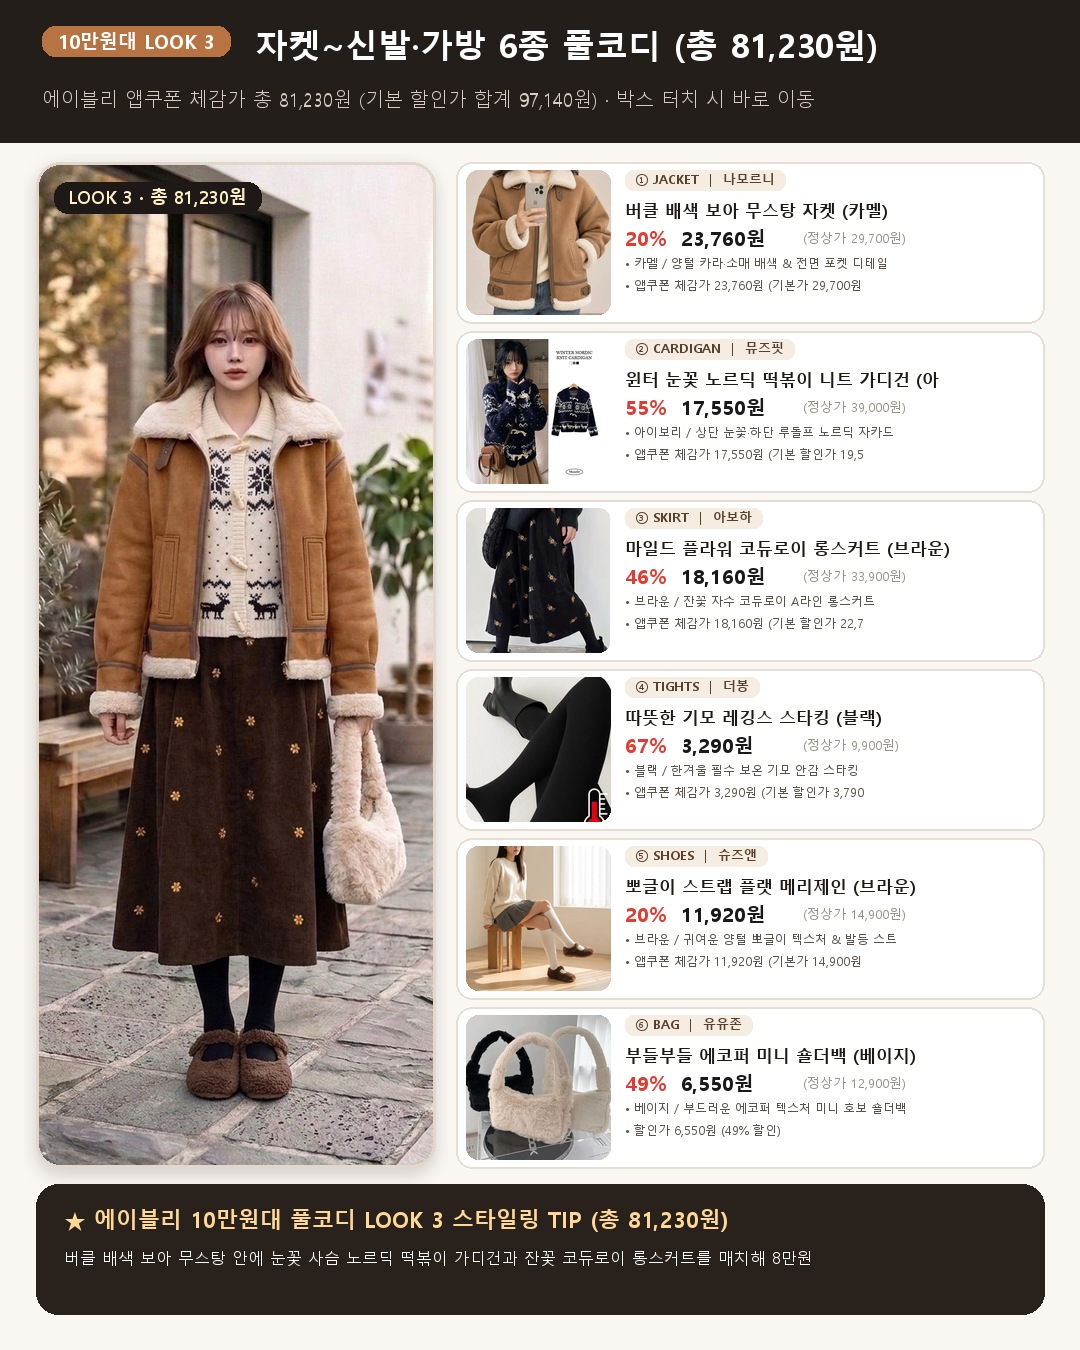 10만원대 LOOK 3
자켓~신발·가방 6종 풀코디 (총 81,230원)
에이블리 앱쿠폰 체감가 총 81,230원 (기본 할인가 합계 97,140원) · 박스 터치 시 바로 이동
LOOK 3 · 총 81,230원
① JACKET | 나모르니
버클 배색 보아 무스탕 자켓 (카멜)
20% 23,760원 (정상가 29,700원)
• 카멜 / 양털 카라·소매 배색 & 전면 포켓 디테일
• 앱쿠폰 체감가 23,760원 (기본가 29,700원
② CARDIGAN | 뮤즈핏
윈터 눈꽃 노르딕 떡볶이 니트 가디건 (아
55% 17,550원 (정상가 39,000원)
• 아이보리 / 상단 눈꽃·하단 루돌프 노르딕 자카드
• 앱쿠폰 체감가 17,550원 (기본 할인가 19,5
WINTER NORDIC
KNIT CARDIGAN
③ SKIRT | 아보하
마일드 플라워 코듀로이 롱스커트 (브라운)
46% 18,160원 (정상가 33,900원)
• 브라운 / 잔꽃 자수 코듀로이 A라인 롱스커트
• 앱쿠폰 체감가 18,160원 (기본 할인가 22,7
④ TIGHTS | 더봉
따뜻한 기모 레깅스 스타킹 (블랙)
67% 3,290원 (정상가 9,900원)
• 블랙 / 한겨울 필수 보온 기모 안감 스타킹
• 앱쿠폰 체감가 3,290원 (기본 할인가 3,790
⑤ SHOES | 슈즈앤
뽀글이 스트랩 플랫 메리제인 (브라운)
20% 11,920원 (정상가 14,900원)
• 브라운 / 귀여운 양털 뽀글이 텍스처 & 발등 스트
• 앱쿠폰 체감가 11,920원 (기본가 14,900원
⑥ BAG | 유유존
부들부들 에코퍼 미니 숄더백 (베이지)
49% 6,550원 (정상가 12,900원)
• 베이지 / 부드러운 에코퍼 텍스처 미니 호보 숄더백
• 할인가 6,550원 (49% 할인)
★ 에이블리 10만원대 풀코디 LOOK 3 스타일링 TIP (총 81,230원)
버클 배색 보아 무스탕 안에 눈꽃 사슴 노르딕 떡볶이 가디건과 잔꽃 코듀로이 롱스커트를 매치해 8만원